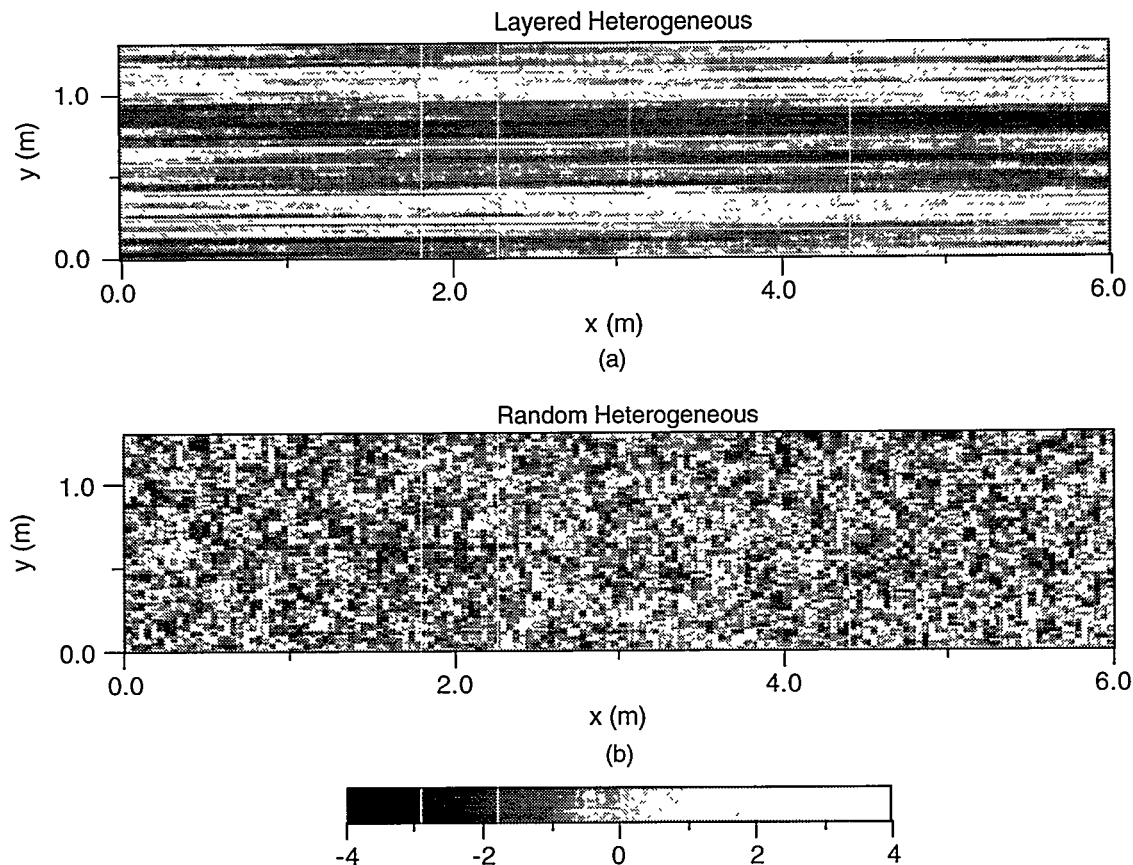 Layered Heterogeneous
y (m)
1.0
0.0
0.0 2.0 4.0 6.0
x (m)
(a)
Random Heterogeneous
y (m)
1.0
0.0
0.0 2.0 4.0 6.0
x (m)
(b)
-4 -2 0 2 4